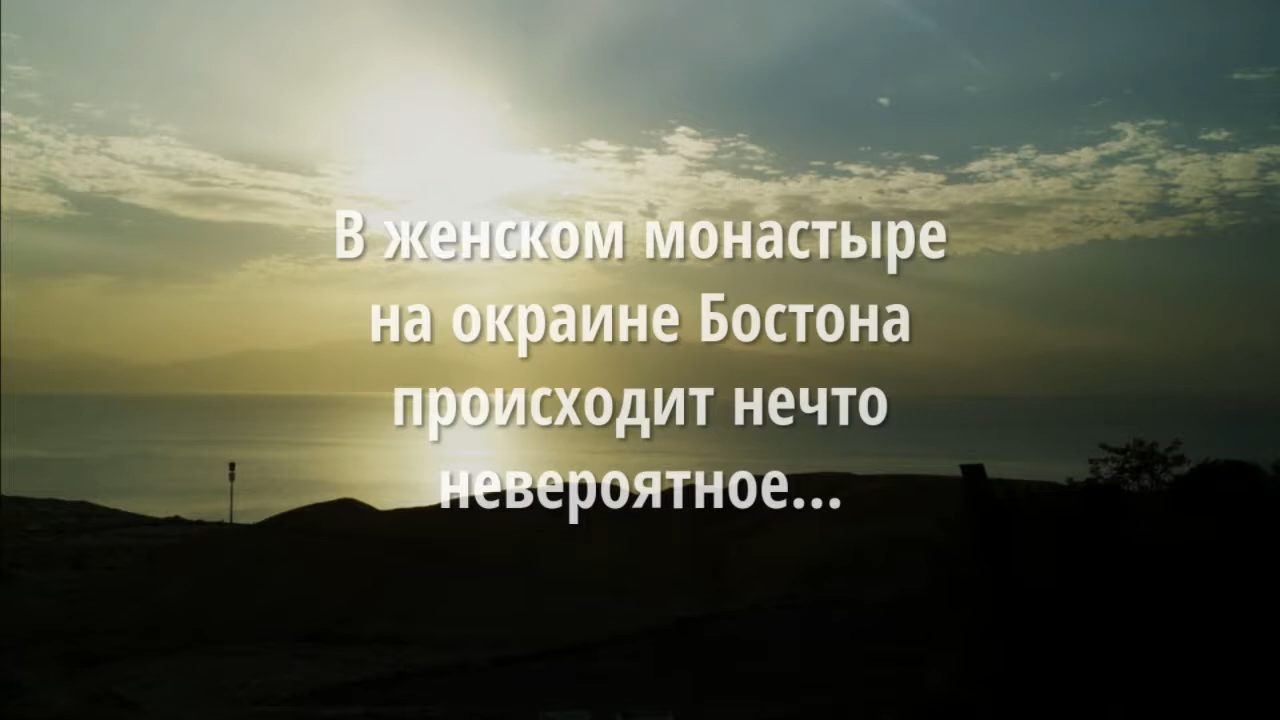 В женском монастыре
на окраине Бостона
происходит нечто
невероятное...